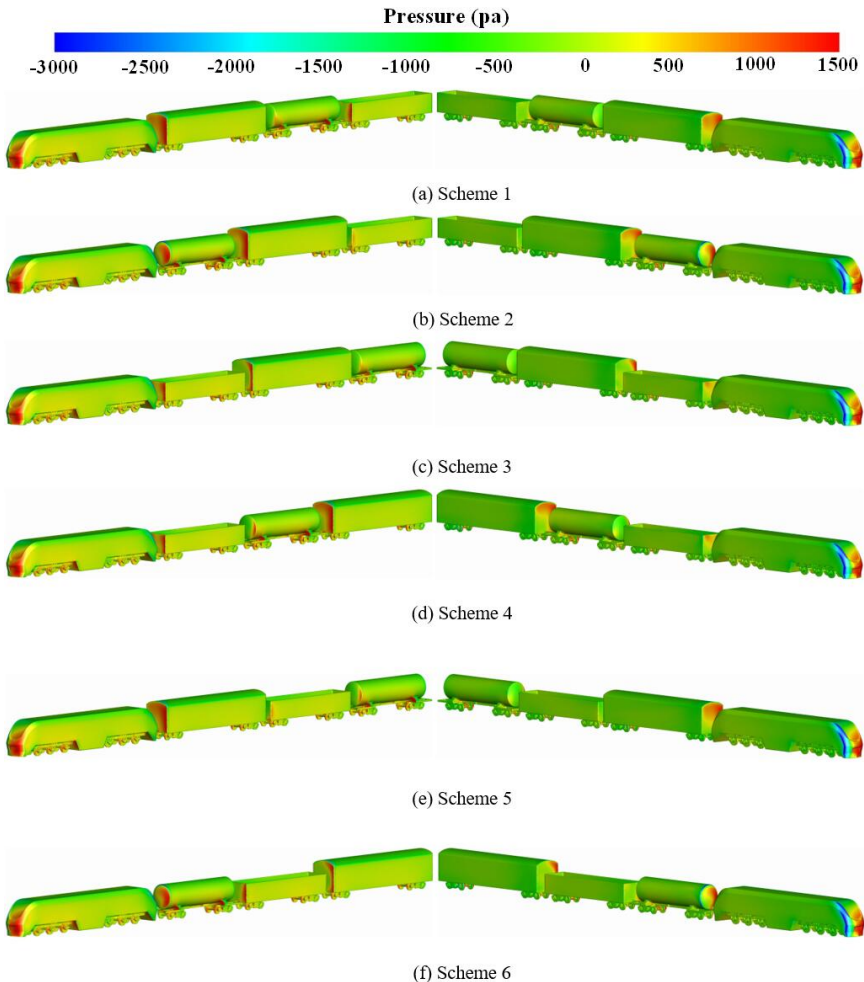 Pressure (pa)
-3000 -2500 -2000 -1500 -1000 -500 0 500 1000 1500
(a) Scheme 1
(b) Scheme 2
(c) Scheme 3
(d) Scheme 4
(e) Scheme 5
(f) Scheme 6